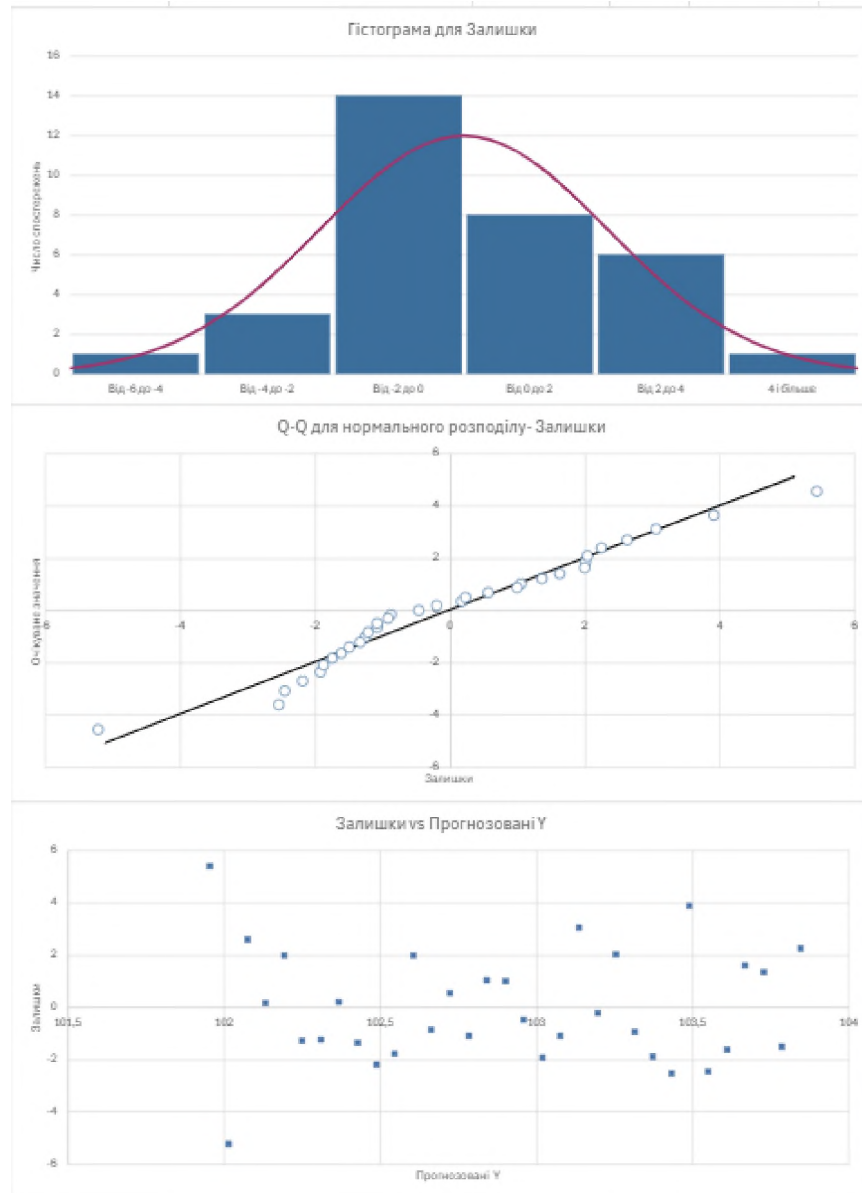 Гістограма для Залишки
16
14
12
10
8
6
4
2
0
Число спостережень
Від -6 до -4
Від -4 до -2
Від -2 до 0
Від 0 до 2
Від 2 до 4
4 і більше
Q-Q для нормального розподілу- Залишки
6
4
2
-6
-4
-2
0
2
4
6
-2
-4
-6
Очікуване значення
Залишки
Залишки vs Прогнозовані Y
6
4
2
0
-2
-4
-6
Залишки
101,5
102
102,5
103
103,5
104
Прогнозовані Y